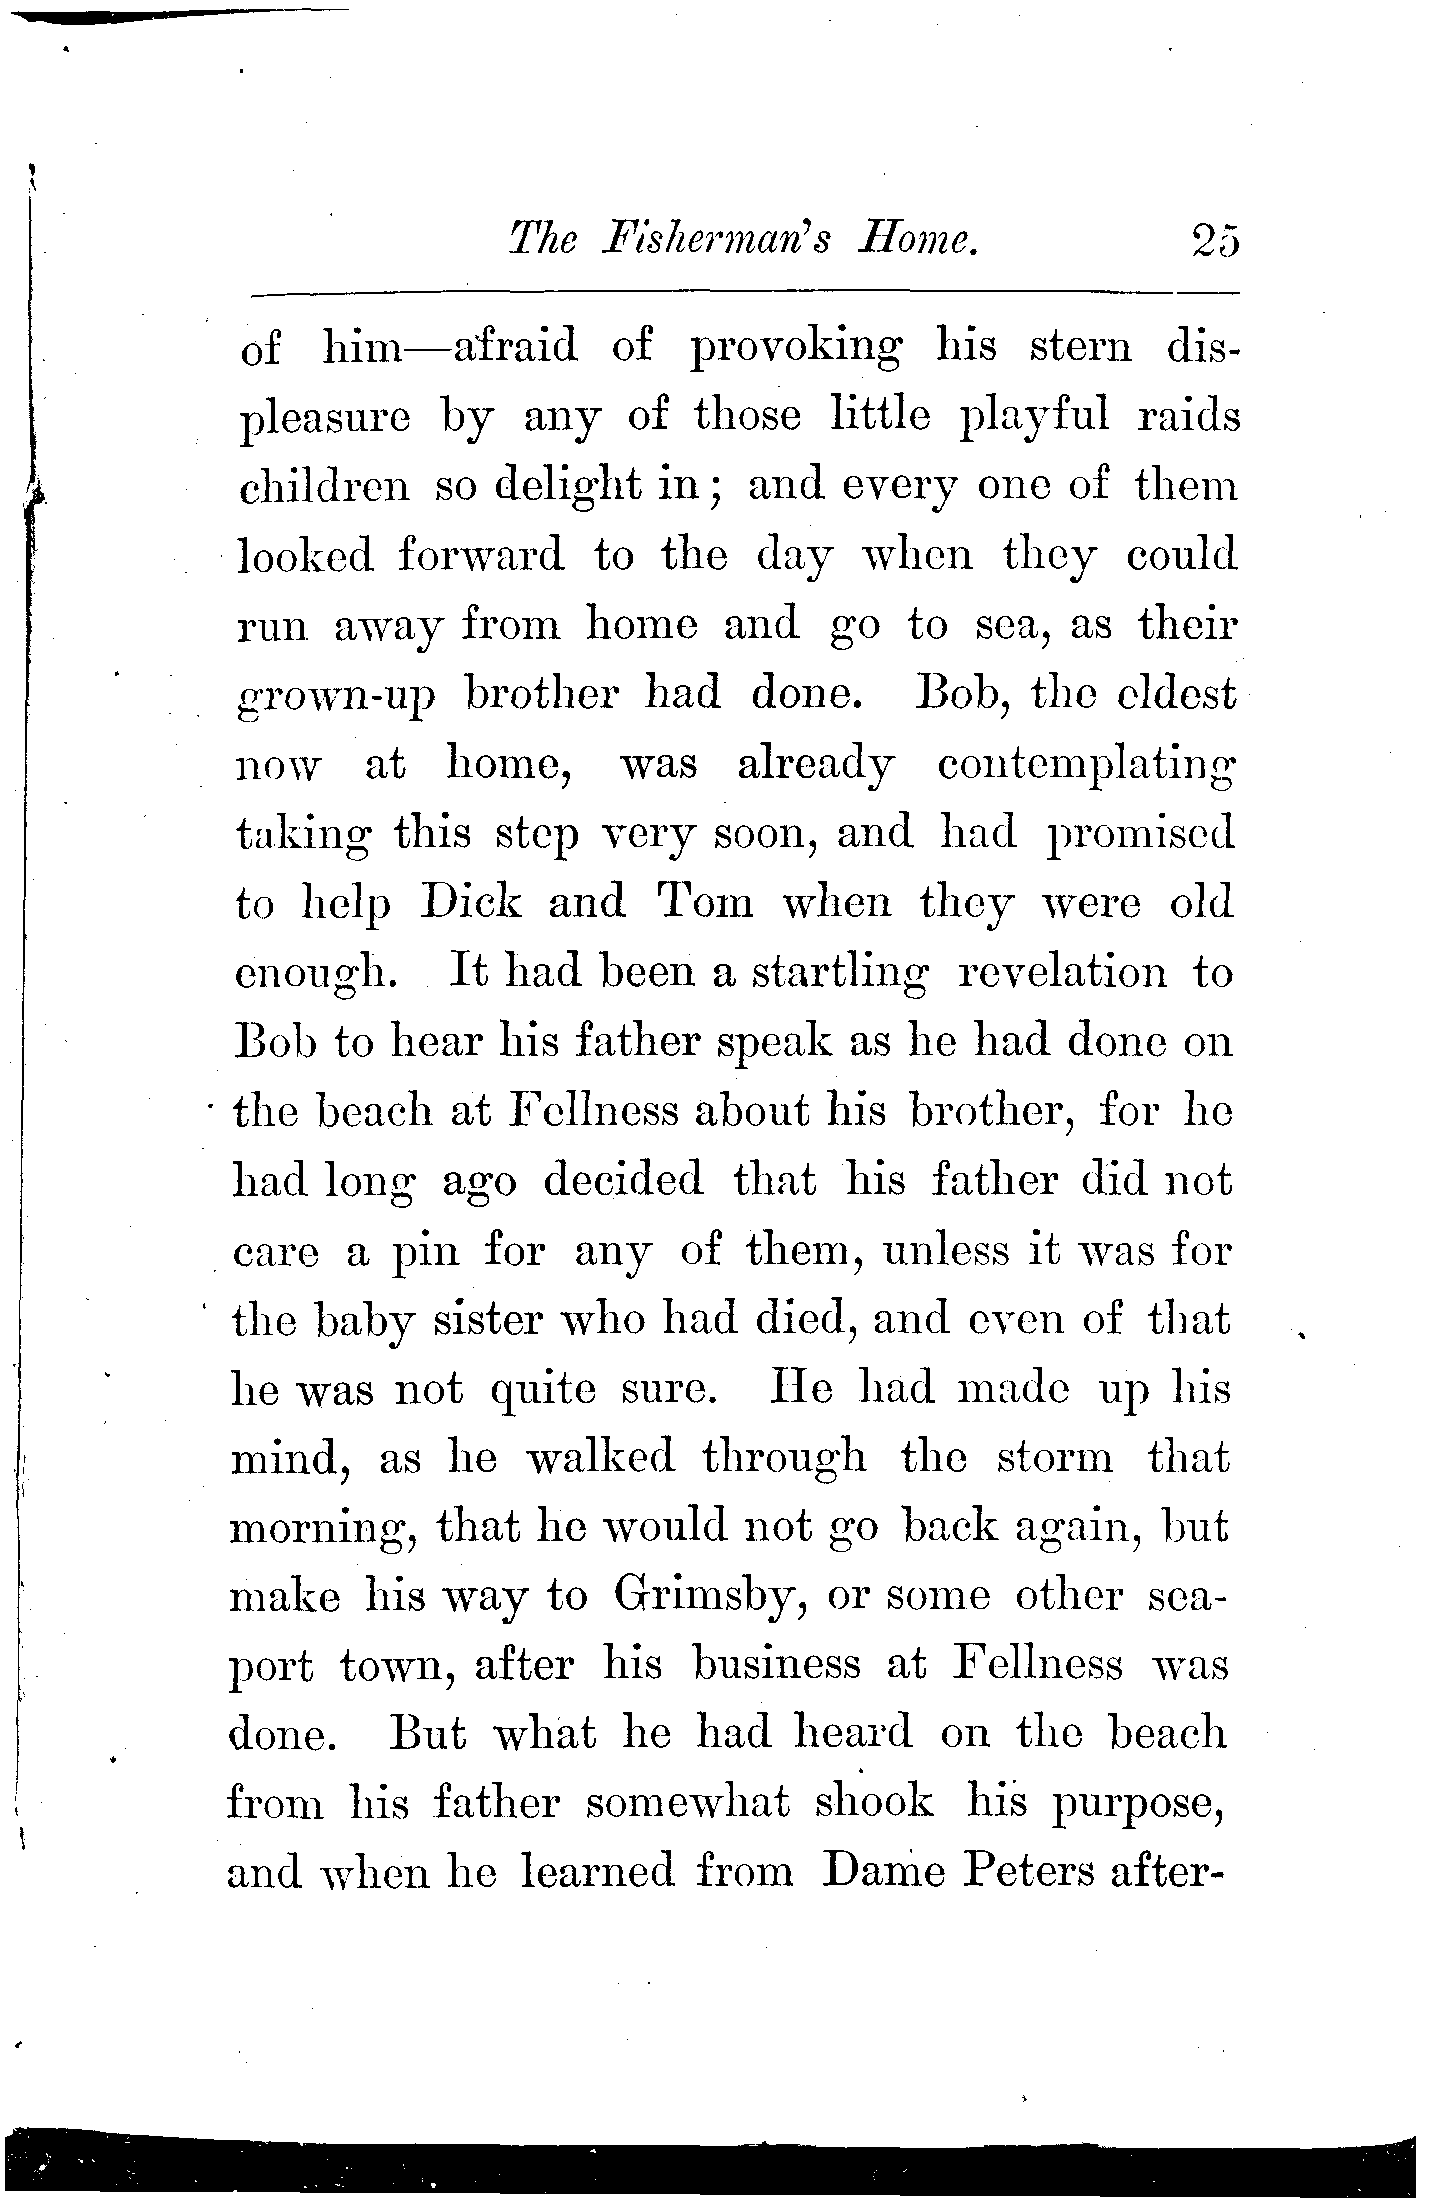 The Fisherman's Home. 25
of him—afraid of provoking his stern dis-
pleasure by any of those little playful raids
children so delight in; and every one of them
looked forward to the day when they could
run away from home and go to sea, as their
grown-up brother had done. Bob, the eldest
now at home, was already contemplating
taking this step very soon, and had promised
to help Dick and Tom when they were old
enough. It had been a startling revelation to
Bob to hear his father speak as he had done on
the beach at Fellness about his brother, for he
had long ago decided that his father did not
care a pin for any of them, unless it was for
the baby sister who had died, and even of that
he was not quite sure. He had made up his
mind, as he walked through the storm that
morning, that he would not go back again, but
make his way to Grimsby, or some other sea-
port town, after his business at Fellness was
done. But what he had heard on the beach
from his father somewhat shook his purpose,
and when he learned from Dame Peters after-